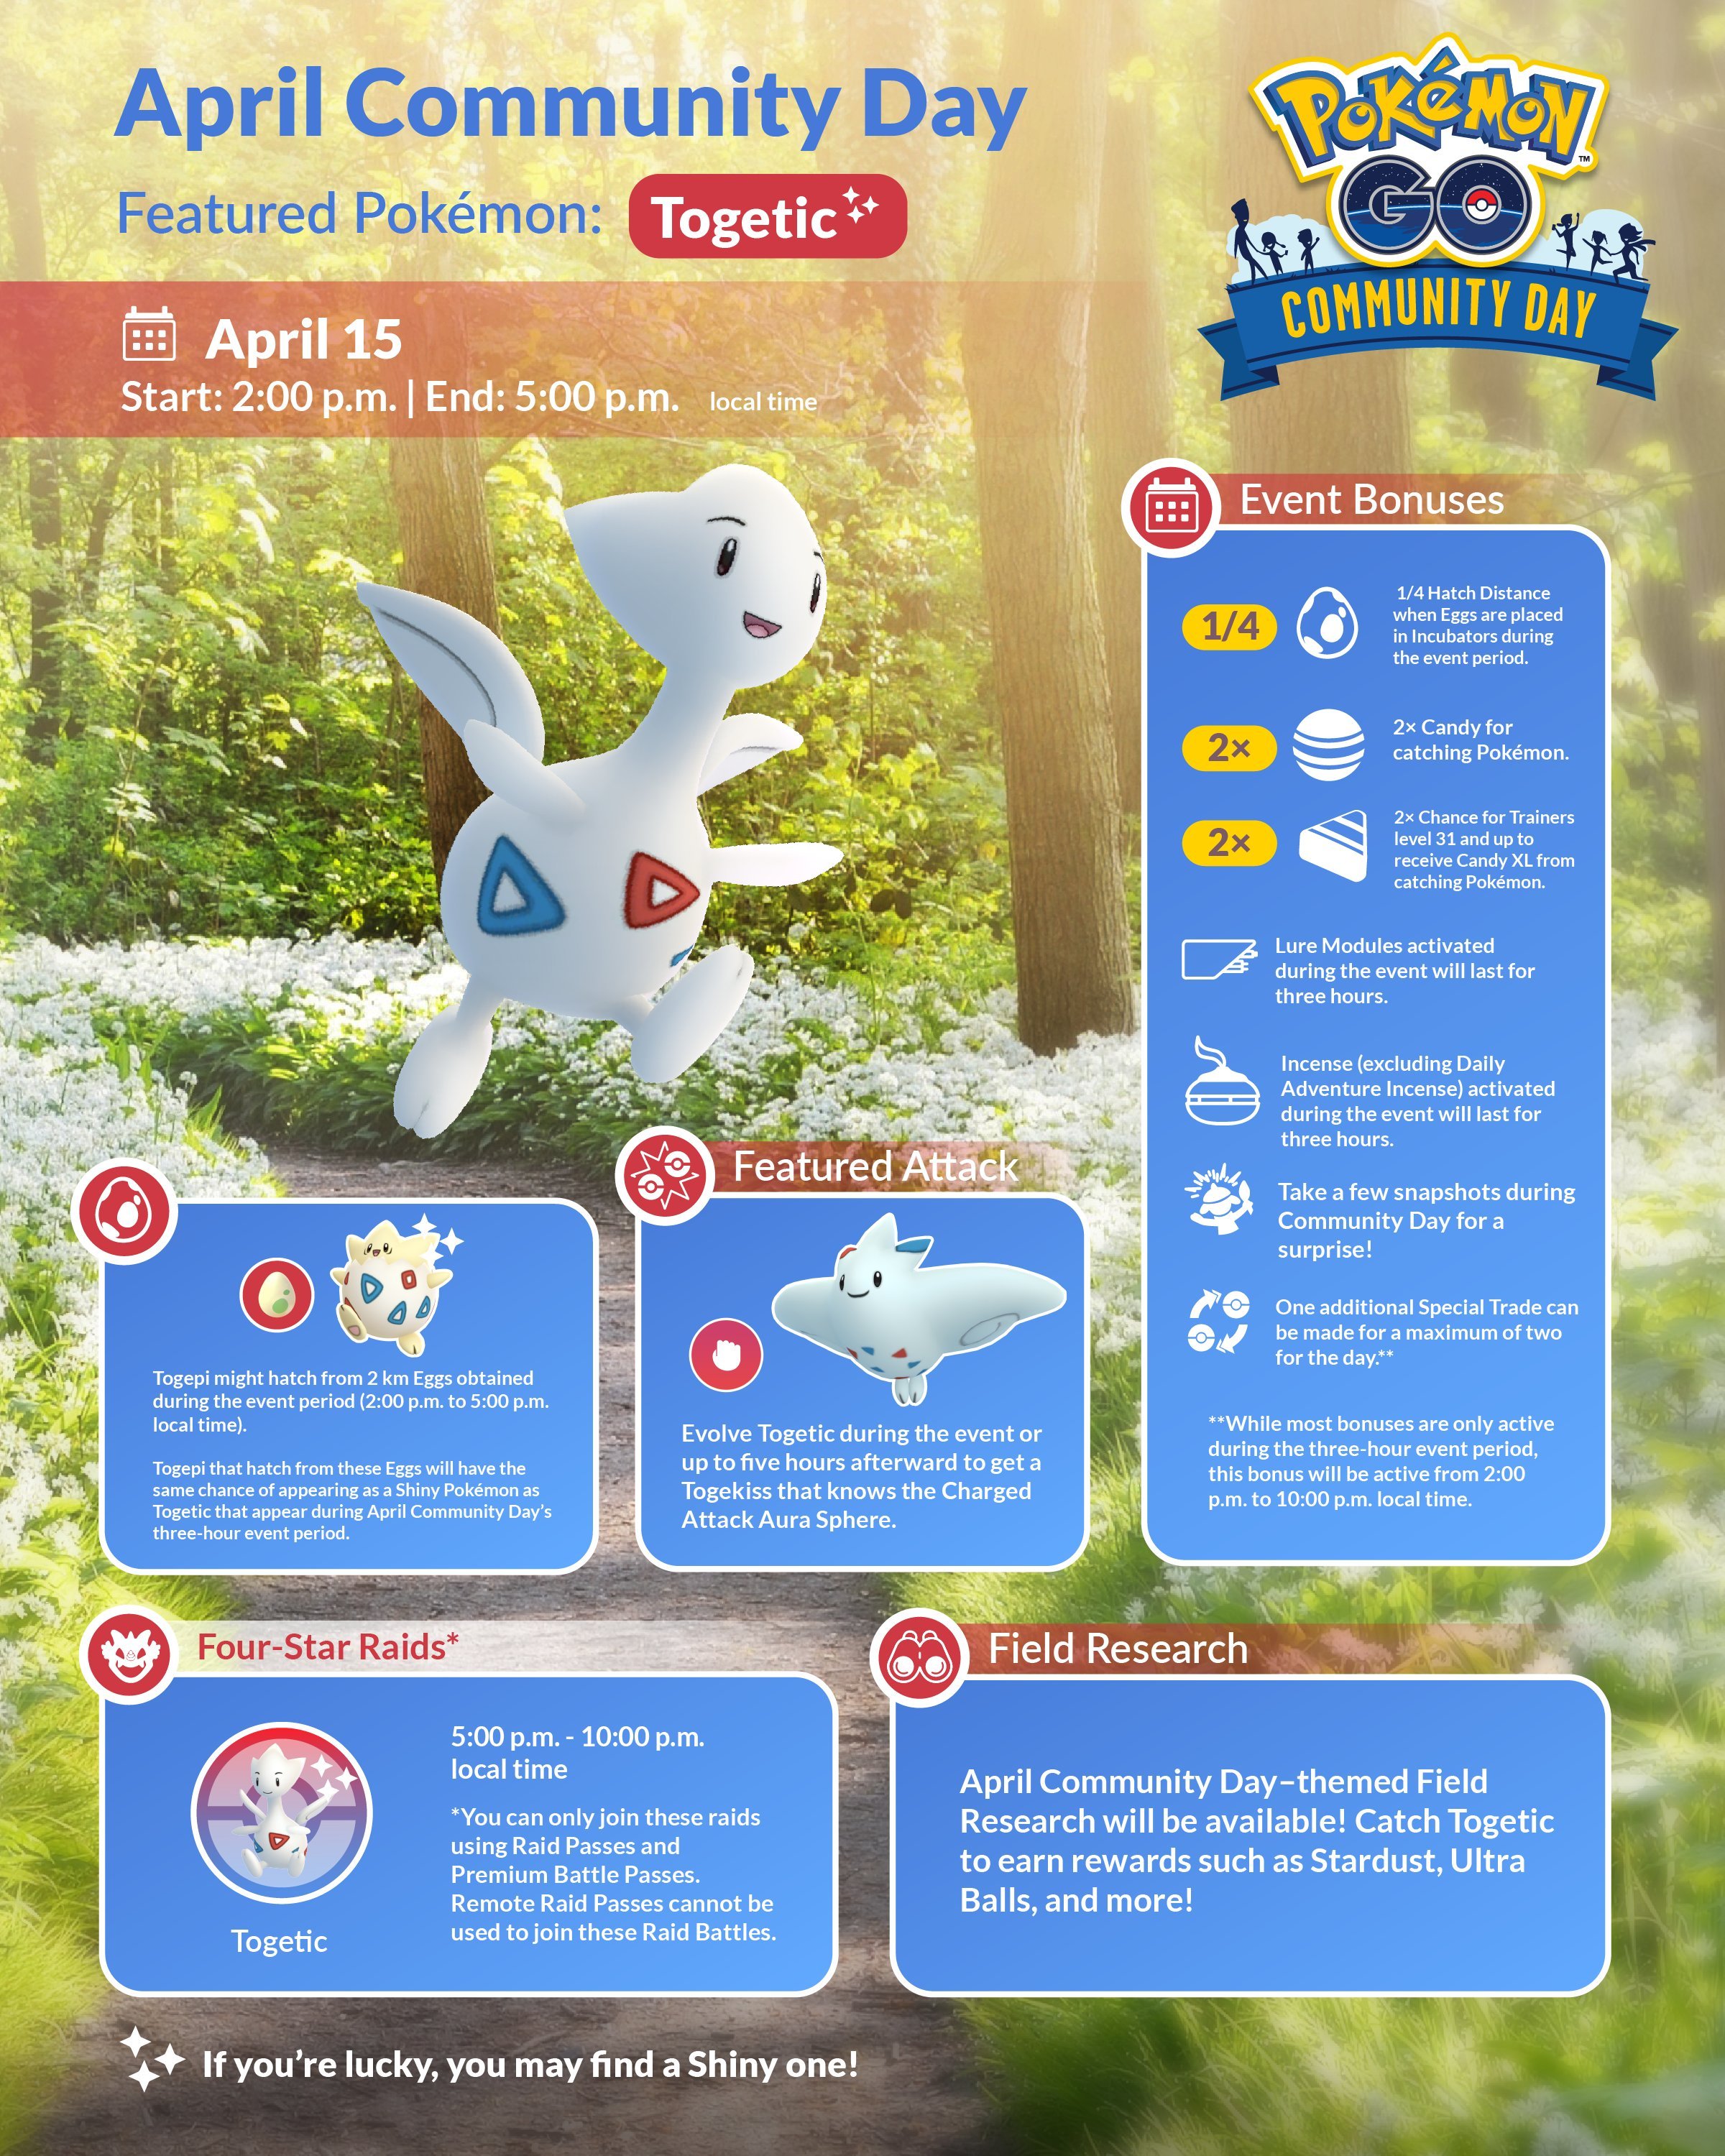 April Community Day
Featured Pokémon: Togetic
April 15
Start: 2:00 p.m. | End: 5:00 p.m. local time
POKÉMON
TM
GO
COMMUNITY DAY
Event Bonuses
1/4
1/4 Hatch Distance
when Eggs are placed
in Incubators during
the event period.
2×
2× Candy for
catching Pokémon.
2×
2× Chance for Trainers
level 31 and up to
receive Candy XL from
catching Pokémon.
Lure Modules activated
during the event will last for
three hours.
Incense (excluding Daily
Adventure Incense) activated
during the event will last for
three hours.
Take a few snapshots during
Community Day for a
surprise!
One additional Special Trade can
be made for a maximum of two
for the day.**
**While most bonuses are only active
during the three-hour event period,
this bonus will be active from 2:00
p.m. to 10:00 p.m. local time.
Togepi might hatch from 2 km Eggs obtained
during the event period (2:00 p.m. to 5:00 p.m.
local time).
Togepi that hatch from these Eggs will have the
same chance of appearing as a Shiny Pokémon as
Togetic that appear during April Community Day’s
three-hour event period.
Featured Attack
Evolve Togetic during the event or
up to five hours afterward to get a
Togekiss that knows the Charged
Attack Aura Sphere.
Four-Star Raids*
Togetic
5:00 p.m. - 10:00 p.m.
local time
*You can only join these raids
using Raid Passes and
Premium Battle Passes.
Remote Raid Passes cannot be
used to join these Raid Battles.
Field Research
April Community Day–themed Field
Research will be available! Catch Togetic
to earn rewards such as Stardust, Ultra
Balls, and more!
If you’re lucky, you may find a Shiny one!